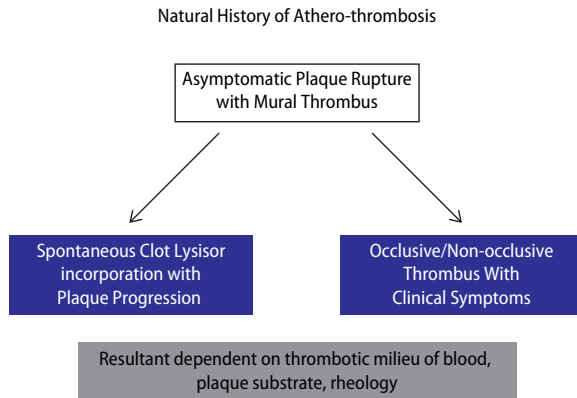 Natural History of Athero-thrombosis
Asymptomatic Plaque Rupture
with Mural Thrombus
Spontaneous Clot Lysisor
incorporation with
Plaque Progression
Occlusive/Non-occlusive
Thrombus With
Clinical Symptoms
Resultant dependent on thrombotic milieu of blood,
plaque substrate, rheology